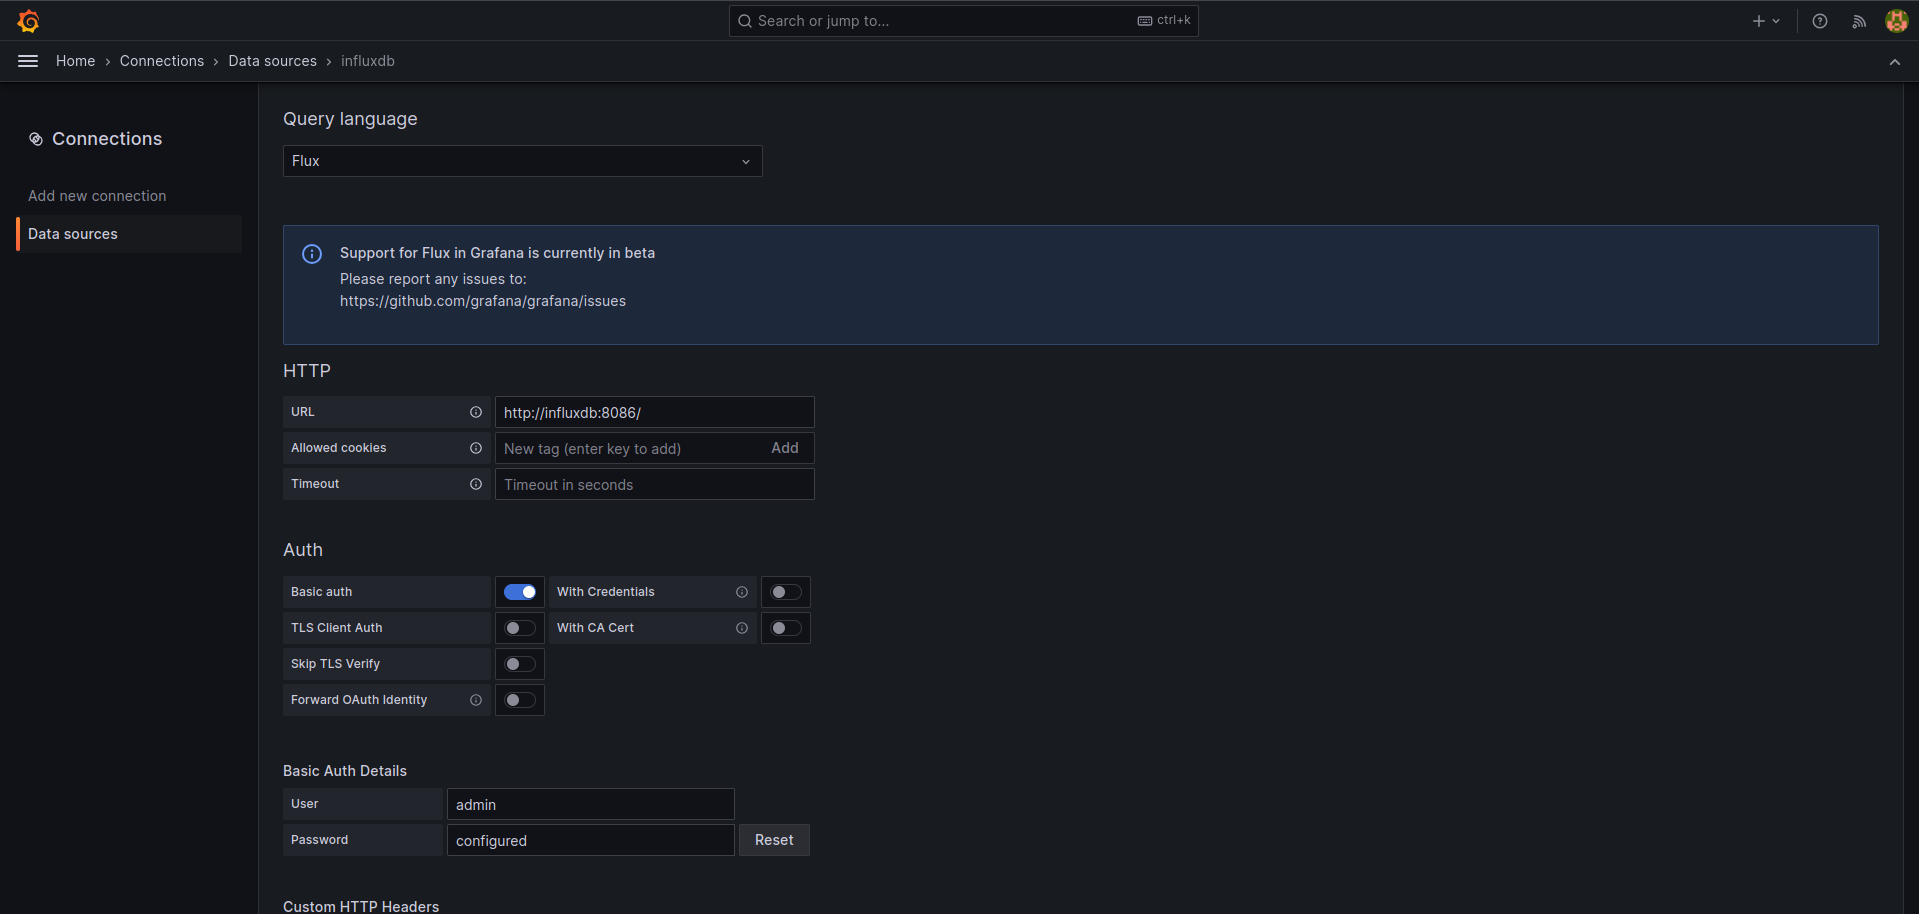 Search or jump to...
ctrl+k
Home › Connections › Data sources › influxdb
Connections
Add new connection
Data sources
Query language
Flux
Support for Flux in Grafana is currently in beta
Please report any issues to:
https://github.com/grafana/grafana/issues
HTTP
URL
http://influxdb:8086/
Allowed cookies
New tag (enter key to add)
Add
Timeout
Timeout in seconds
Auth
Basic auth
With Credentials
TLS Client Auth
With CA Cert
Skip TLS Verify
Forward OAuth Identity
Basic Auth Details
User
admin
Password
configured
Reset
Custom HTTP Headers